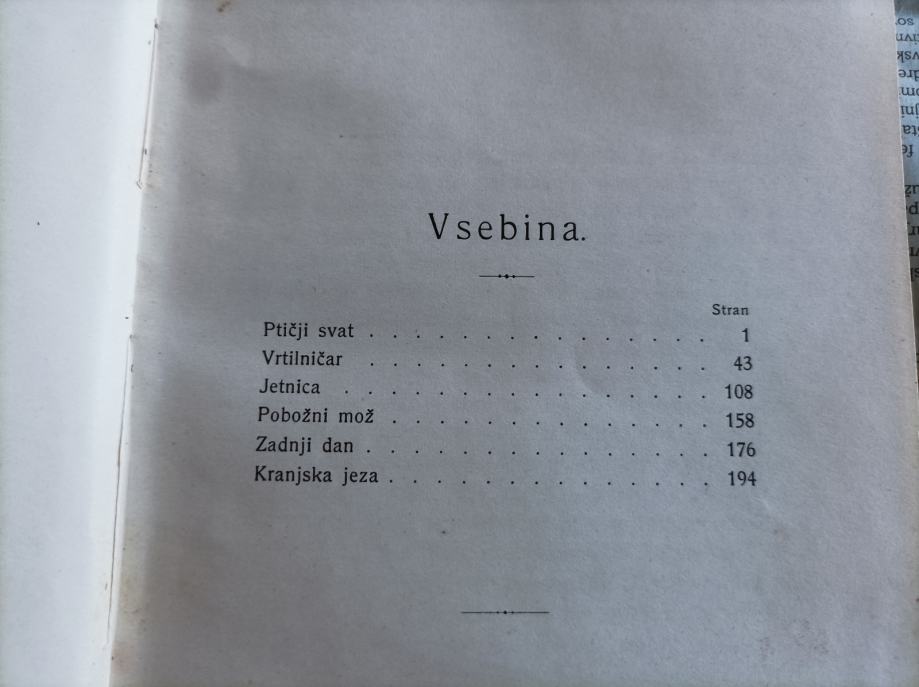 Vsebina.
Stran
Ptičji svat . . . . . . . . . . . . . . . 1
Vrtilničar . . . . . . . . . . . . . . . 43
Jetnica . . . . . . . . . . . . . . . . 108
Pobožni mož . . . . . . . . . . . . . . 158
Zadnji dan . . . . . . . . . . . . . . . 176
Kranjska jeza . . . . . . . . . . . . . . 194